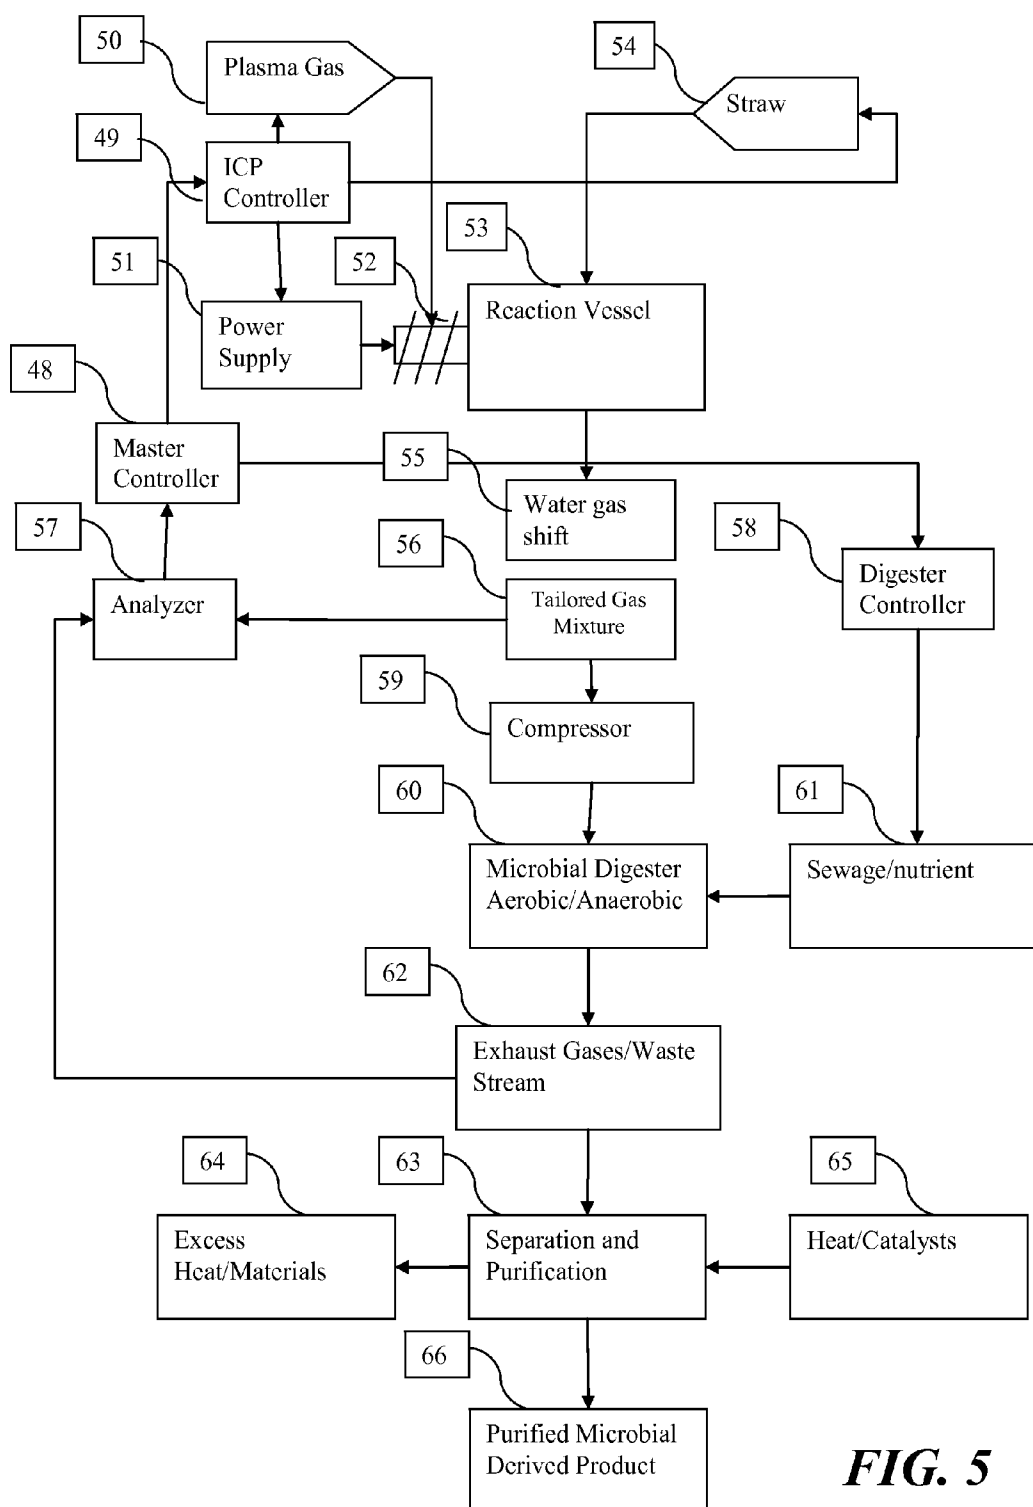 50
Plasma Gas
54
Straw
49
ICP
Controller
53
51
52
Reaction Vessel
Power
Supply
48
Master
Controller
55
Water gas
shift
57
56
58
Analyzer
Tailored Gas
Mixture
Digester
Controller
59
Compressor
60
61
Microbial Digester
Aerobic/Anaerobic
Sewage/nutrient
62
Exhaust Gases/Waste
Stream
64
63
65
Excess
Heat/Materials
Separation and
Purification
Heat/Catalysts
66
Purified Microbial
Derived Product
FIG. 5